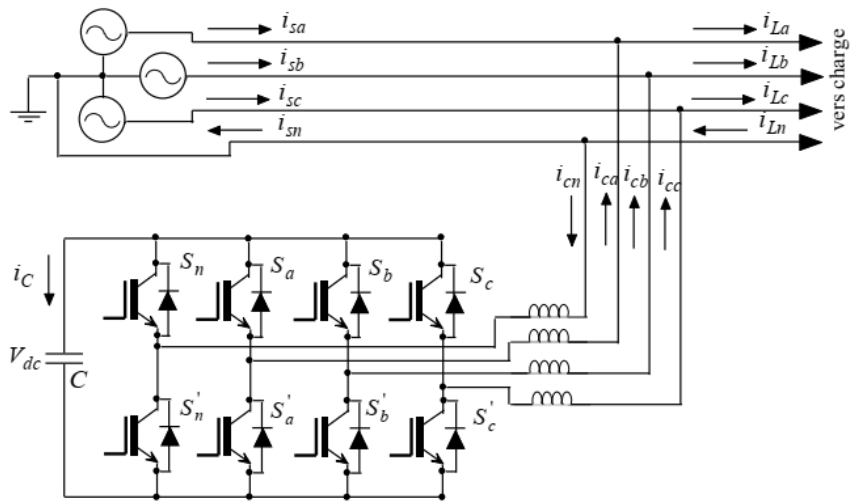 i_sa i_La
i_sb i_Lb
i_sc i_Lc
i_sn i_Ln
vers charge
i_cn i_ca i_cb i_cc
i_C
S_n S_a S_b S_c
V_dc C
S'_n S'_a S'_b S'_c